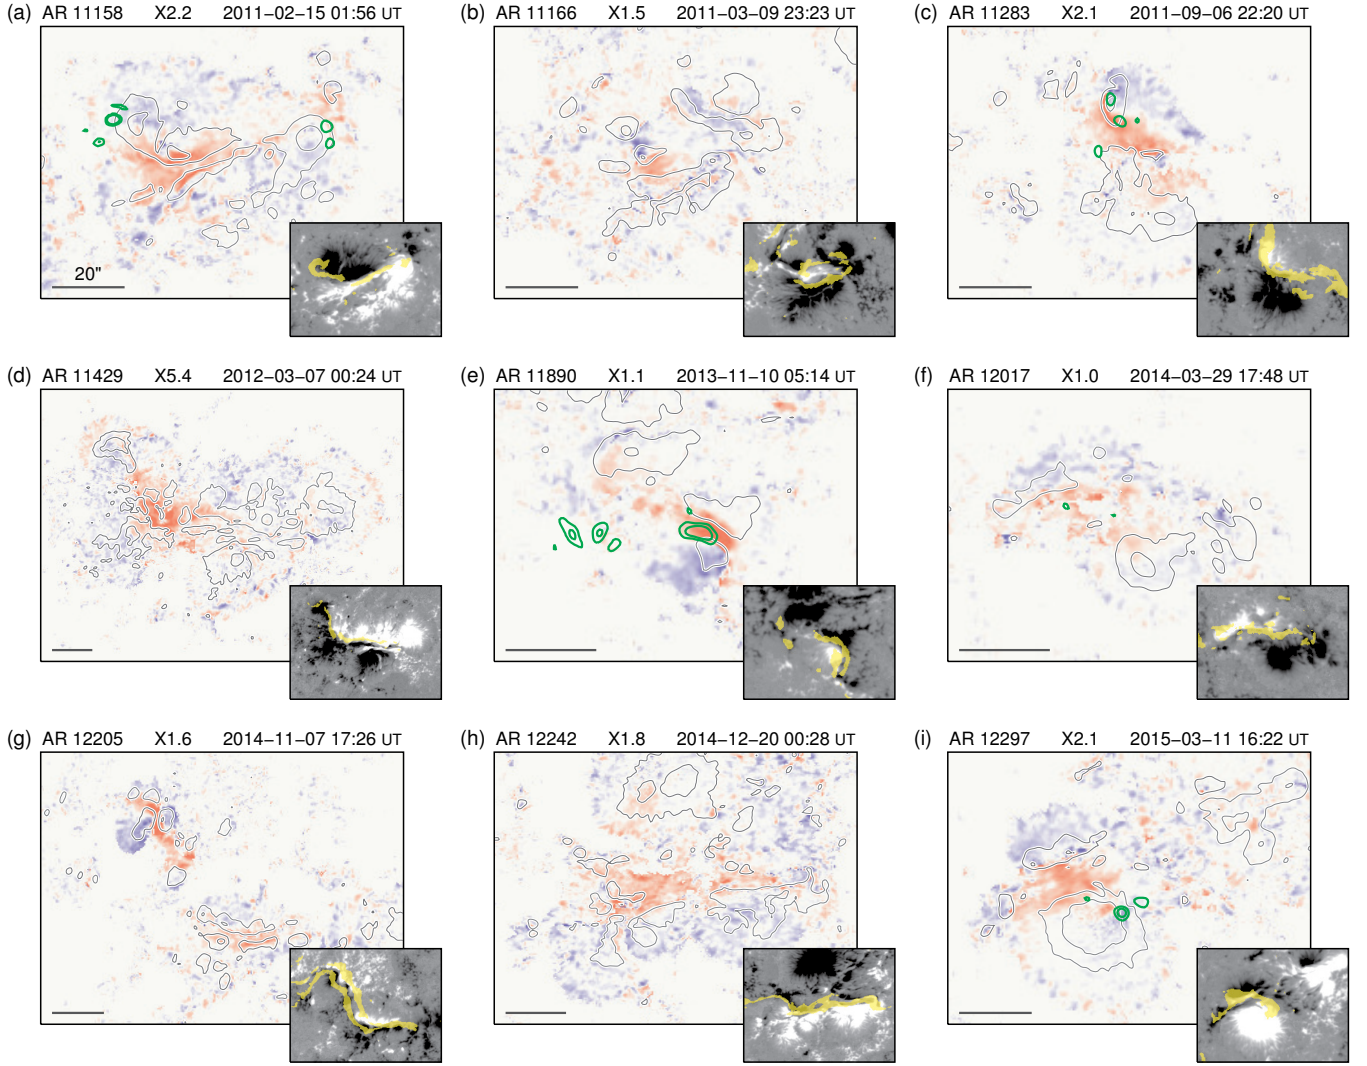 (a) AR 11158 X2.2 2011−02−15 01:56 UT
20"
(b) AR 11166 X1.5 2011−03−09 23:23 UT
(c) AR 11283 X2.1 2011−09−06 22:20 UT
(d) AR 11429 X5.4 2012−03−07 00:24 UT
(e) AR 11890 X1.1 2013−11−10 05:14 UT
(f) AR 12017 X1.0 2014−03−29 17:48 UT
(g) AR 12205 X1.6 2014−11−07 17:26 UT
(h) AR 12242 X1.8 2014−12−20 00:28 UT
(i) AR 12297 X2.1 2015−03−11 16:22 UT